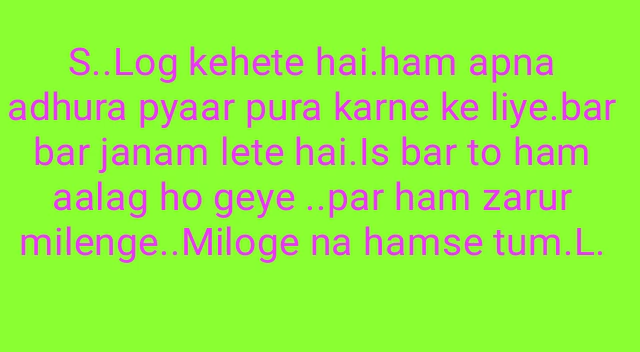 S..Log kehete hai.ham apna
adhura pyaar pura karne ke liye.bar
bar janam lete hai.Is bar to ham
aalag ho geye ..par ham zarur
milenge..Miloge na hamse tum.L.